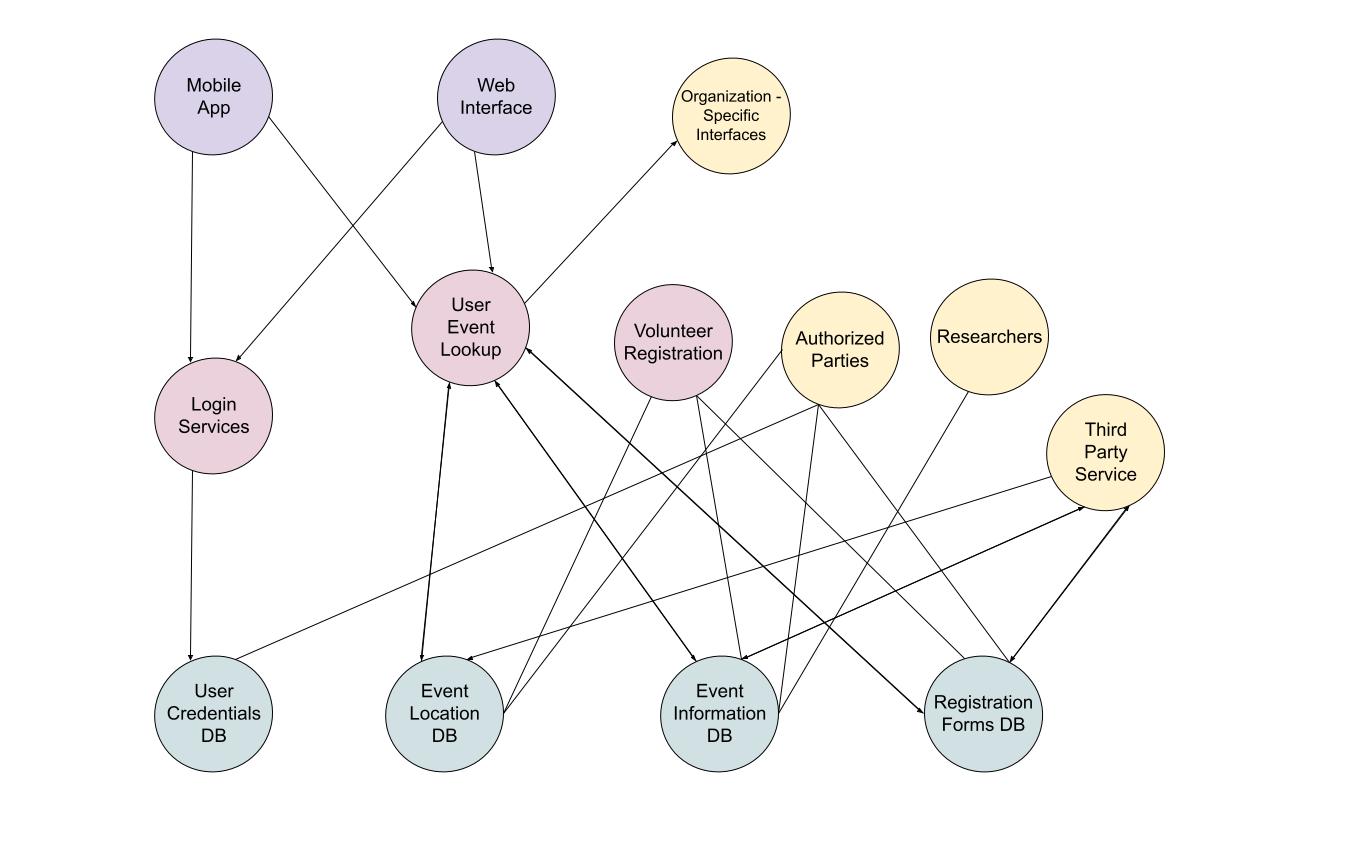 Mobile
App
Web
Interface
Organization -
Specific
Interfaces
User
Event
Lookup
Volunteer
Registration
Authorized
Parties
Researchers
Login
Services
Third
Party
Service
User
Credentials
DB
Event
Location
DB
Event
Information
DB
Registration
Forms DB